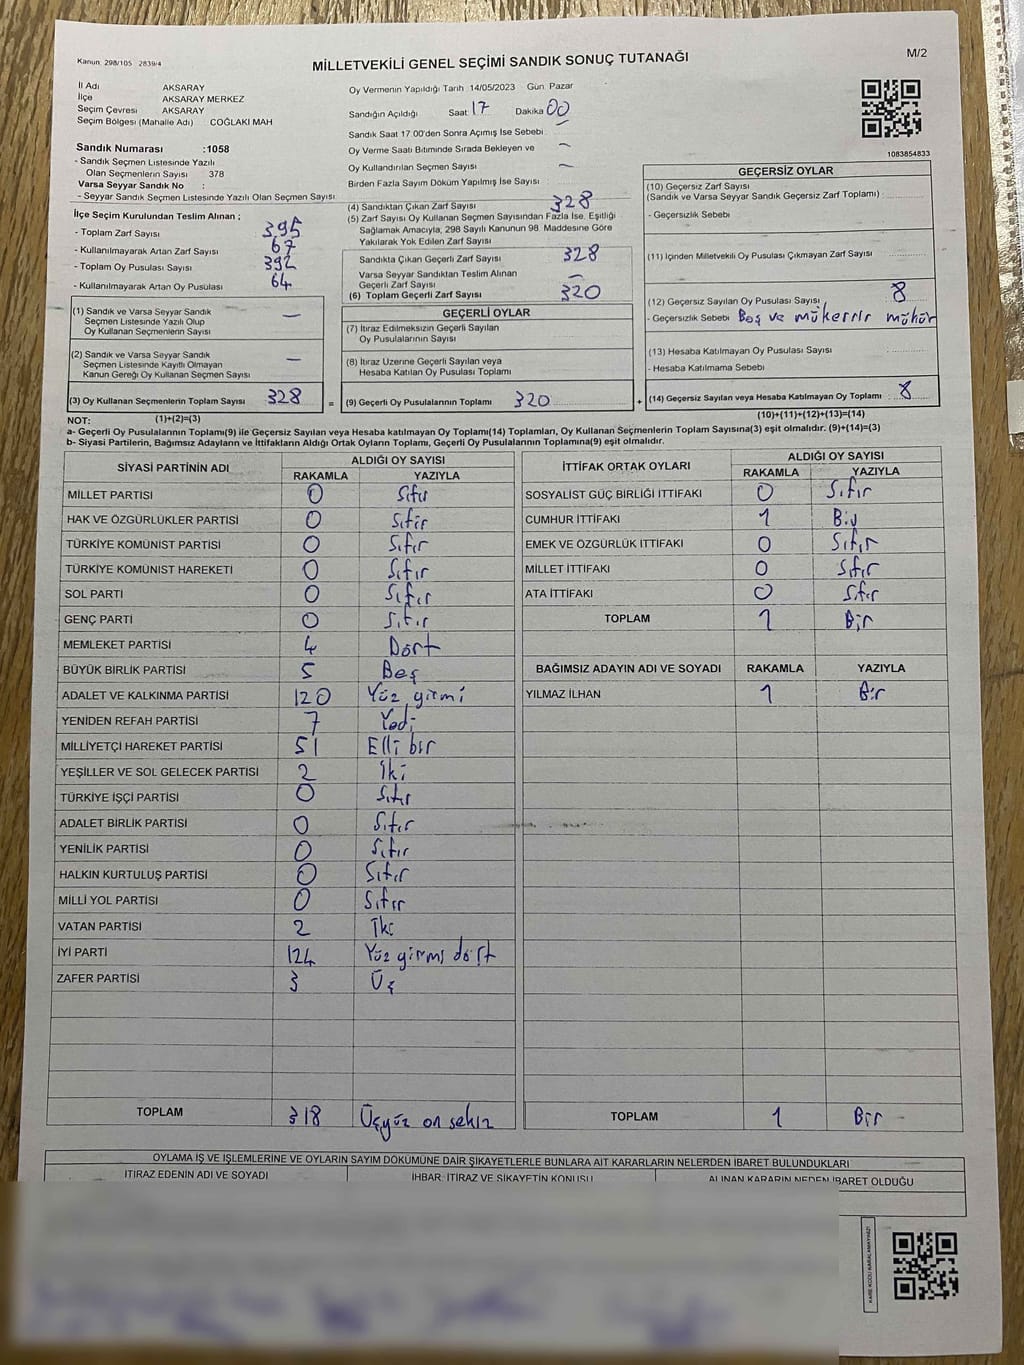 Kanun: 298/105 2839/4
MİLLETVEKİLİ GENEL SEÇİMİ SANDIK SONUÇ TUTANAĞI
M/2
İl Adı AKSARAY
İlçe AKSARAY MERKEZ
Seçim Çevresi AKSARAY
Seçim Bölgesi (Mahalle Adı) COĞLAKI MAH
Sandık Numarası :1058
- Sandık Seçmen Listesinde Yazılı
Olan Seçmenlerin Sayısı 378
Varsa Seyyar Sandık No :
- Seyyar Sandık Seçmen Listesinde Yazılı Olan Seçmen Sayısı
İlçe Seçim Kurulundan Teslim Alınan ;
- Toplam Zarf Sayısı 395
- Kullanılmayarak Artan Zarf Sayısı 67
- Toplam Oy Pusulası Sayısı 392
- Kullanılmayarak Artan Oy Pusulası 64
(1) Sandık ve Varsa Seyyar Sandık
Seçmen Listesinde Yazılı Olup
Oy Kullanan Seçmenlerin Sayısı —
(2) Sandık ve Varsa Seyyar Sandık
Seçmen Listesinde Kayıtlı Olmayan
Kanun Gereği Oy Kullanan Seçmen Sayısı —
(3) Oy Kullanan Seçmenlerin Toplam Sayısı 328
Oy Vermenin Yapıldığı Tarih 14/05/2023 Gün: Pazar
Sandığın Açıldığı Saat 17 Dakika 00
Sandık Saat 17.00'den Sonra Açımış İse Sebebi
Oy Verme Saati Bitiminde Sırada Bekleyen ve —
Oy Kullandırılan Seçmen Sayısı —
Birden Fazla Sayım Döküm Yapılmış İse Sayısı
(4) Sandıktan Çıkan Zarf Sayısı 328
(5) Zarf Sayısı Oy Kullanan Seçmen Sayısından Fazla İse, Eşitliği
Sağlamak Amacıyla; 298 Sayılı Kanunun 98. Maddesine Göre
Yakılarak Yok Edilen Zarf Sayısı
Sandıkta Çıkan Geçerli Zarf Sayısı 328
Varsa Seyyar Sandıktan Teslim Alınan
Geçerli Zarf Sayısı —
(6) Toplam Geçerli Zarf Sayısı 320
GEÇERLİ OYLAR
(7) İtiraz Edilmeksizin Geçerli Sayılan
Oy Pusulalarının Sayısı
(8) İtiraz Üzerine Geçerli Sayılan veya
Hesaba Katılan Oy Pusulası Toplamı
= (9) Geçerli Oy Pusulalarının Toplamı 320 +
1083854833
GEÇERSİZ OYLAR
(10) Geçersiz Zarf Sayısı
(Sandık ve Varsa Seyyar Sandık Geçersiz Zarf Toplamı)
- Geçersizlik Sebebi
(11) İçinden Milletvekili Oy Pusulası Çıkmayan Zarf Sayısı
(12) Geçersiz Sayılan Oy Pusulası Sayısı 8
- Geçersizlik Sebebi Boş ve mükerrir mühür
(13) Hesaba Katılmayan Oy Pusulası Sayısı
- Hesaba Katılmama Sebebi
(14) Geçersiz Sayılan veya Hesaba Katılmayan Oy Pusulası Toplamı 8
NOT: (1)+(2)=(3) (10)+(11)+(12)+(13)=(14)
a- Geçerli Oy Pusulalarının Toplamı(9) ile Geçersiz Sayılan veya Hesaba katılmayan Oy Pusulası(14) Toplamları, Oy Kullanan Seçmenlerin Toplam Sayısına(3) eşit olmalıdır. (9)+(14)=(3)
b- Siyasi Partilerin, Bağımsız Adayların ve İttifakların Aldığı Ortak Oyların Toplamı, Geçerli Oy Pusulalarının Toplamına(9) eşit olmalıdır.
SİYASİ PARTİNİN ADI ALDIĞI OY SAYISI
RAKAMLA YAZIYLA
MİLLET PARTİSI 0 Sıfır
HAK VE ÖZGÜRLÜKLER PARTİSİ 0 Sıfır
TÜRKİYE KOMÜNİST PARTİSİ 0 Sıfır
TÜRKİYE KOMÜNİST HAREKETİ 0 Sıfır
SOL PARTİ 0 Sıfır
GENÇ PARTİ 0 Sıfır
MEMLEKET PARTİSİ 4 Dört
BÜYÜK BİRLİK PARTİSİ 5 Beş
ADALET VE KALKINMA PARTİSİ 120 Yüz girmi
YENİDEN REFAH PARTİSİ 7 Yedi
MİLLİYETÇİ HAREKET PARTİSİ 51 Elli bir
YEŞİLLER VE SOL GELECEK PARTİSİ 2 İki
TÜRKİYE İŞÇİ PARTİSİ 0 Sıfır
ADALET BİRLİK PARTİSİ 0 Sıfır
YENİLİK PARTİSİ 0 Sıfır
HALKIN KURTULUŞ PARTİSİ 0 Sıfır
MİLLİ YOL PARTİSİ 0 Sıfır
VATAN PARTİSİ 2 İki
İYİ PARTİ 124 Yüz girmi dört
ZAFER PARTİSİ 3 Üç
TOPLAM 318 Üçyüz on sekiz
İTTİFAK ORTAK OYLARI ALDIĞI OY SAYISI
RAKAMLA YAZIYLA
SOSYALİST GÜÇ BİRLİĞİ İTTİFAKI 0 Sıfır
CUMHUR İTTİFAKI 1 Bir
EMEK VE ÖZGÜRLÜK İTTİFAKI 0 Sıfır
MİLLET İTTİFAKI 0 Sıfır
ATA İTTİFAKI 0 Sıfır
TOPLAM 1 Bir
BAĞIMSIZ ADAYIN ADI VE SOYADI RAKAMLA YAZIYLA
YILMAZ İLHAN 1 Bir
TOPLAM 1 Bir
OYLAMA İŞ VE İŞLEMLERİNE VE OYLARIN SAYIM DÖKÜMÜNE DAİR ŞİKAYETLERLE BUNLARA AİT KARARLARIN NELERDEN İBARET BULUNDUKLARI
İTİRAZ EDENİN ADI VE SOYADI İHBAR, İTİRAZ VE ŞİKAYETİN KONUSU ALINAN KARARIN NEDEN İBARET OLDUĞU